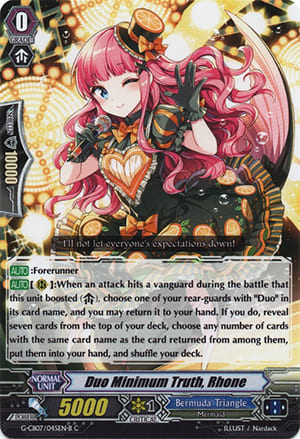 0
GRADE
10000
SHIELD
I'll not let everyone's expectations down!
AUTO :Forerunner
AUTO [ ]:When an attack hits a vanguard during the battle that
this unit boosted ( ), choose one of your rear-guards with "Duo" in
its card name, and you may return it to your hand. If you do, reveal
seven cards from the top of your deck, choose any number of cards
with the same card name as the card returned from among them,
put them into your hand, and shuffle your deck.
NORMAL
UNIT
Duo Minimum Truth, Rhone
POWER
5000
1
CRITICAL
Bermuda Triangle
Mermaid
G-CB07/045EN-B C
ILLUST / Nardack